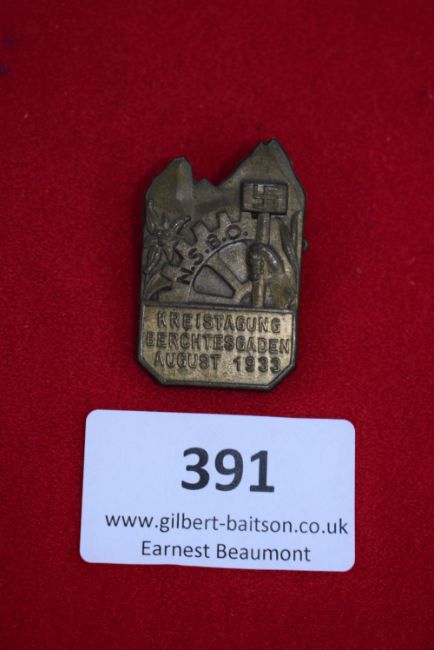 N.S.B.O.
KREISTAGUNG
BERCHTESGADEN
AUGUST 1933
391
www.gilbert-baitson.co.uk
Earnest Beaumont